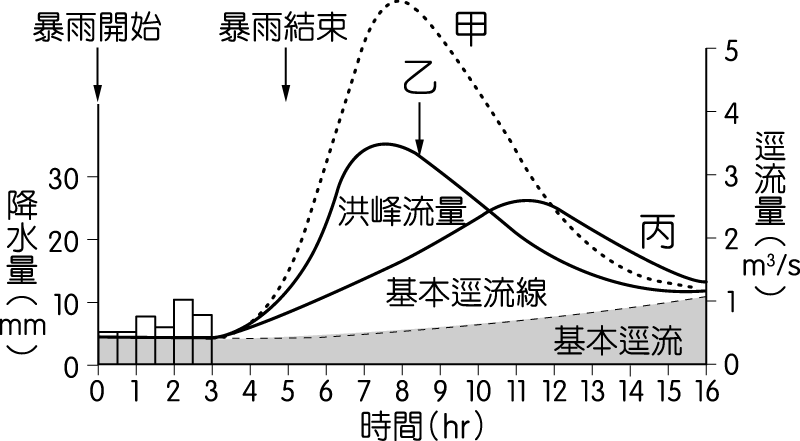 暴雨開始
暴雨結束
甲
乙
丙
洪峰流量
基本逕流線
基本逕流
降水量(mm)
30
20
10
0
逕流量(m³/s)
5
4
3
2
1
0
0 1 2 3 4 5 6 7 8 9 10 11 12 13 14 15 16
時間(hr)